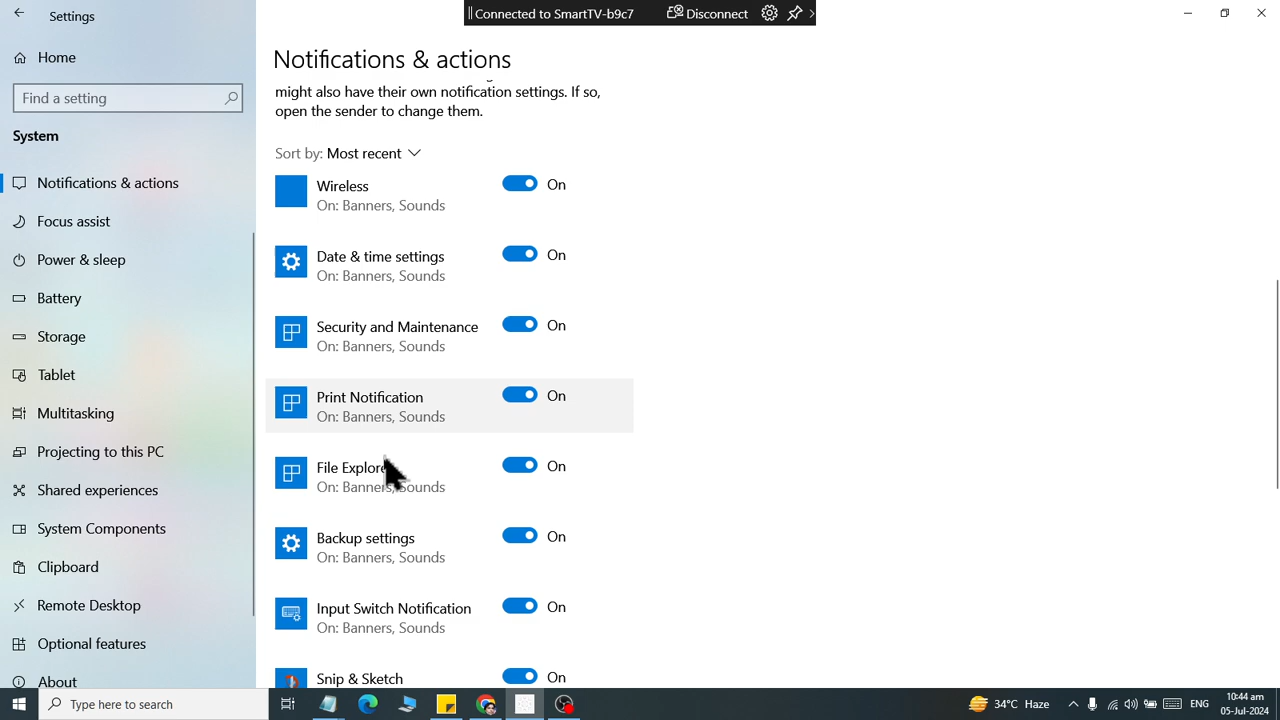 Settings
Connected to SmartTV-b9c7 Disconnect
Home
Find a setting
System
Notifications & actions
Focus assist
Power & sleep
Battery
Storage
Tablet
Multitasking
Projecting to this PC
Shared experiences
System Components
Clipboard
Remote Desktop
Optional features
About
Notifications & actions
might also have their own notification settings. If so,
open the sender to change them.
Sort by: Most recent
Wireless On
On: Banners, Sounds
Date & time settings On
On: Banners, Sounds
Security and Maintenance On
On: Banners, Sounds
Print Notification On
On: Banners, Sounds
File Explorer On
On: Banners, Sounds
Backup settings On
On: Banners, Sounds
Input Switch Notification On
On: Banners, Sounds
Snip & Sketch On
Type here to search
34°C Haze ENG
10:44 am
05-Jul-2024